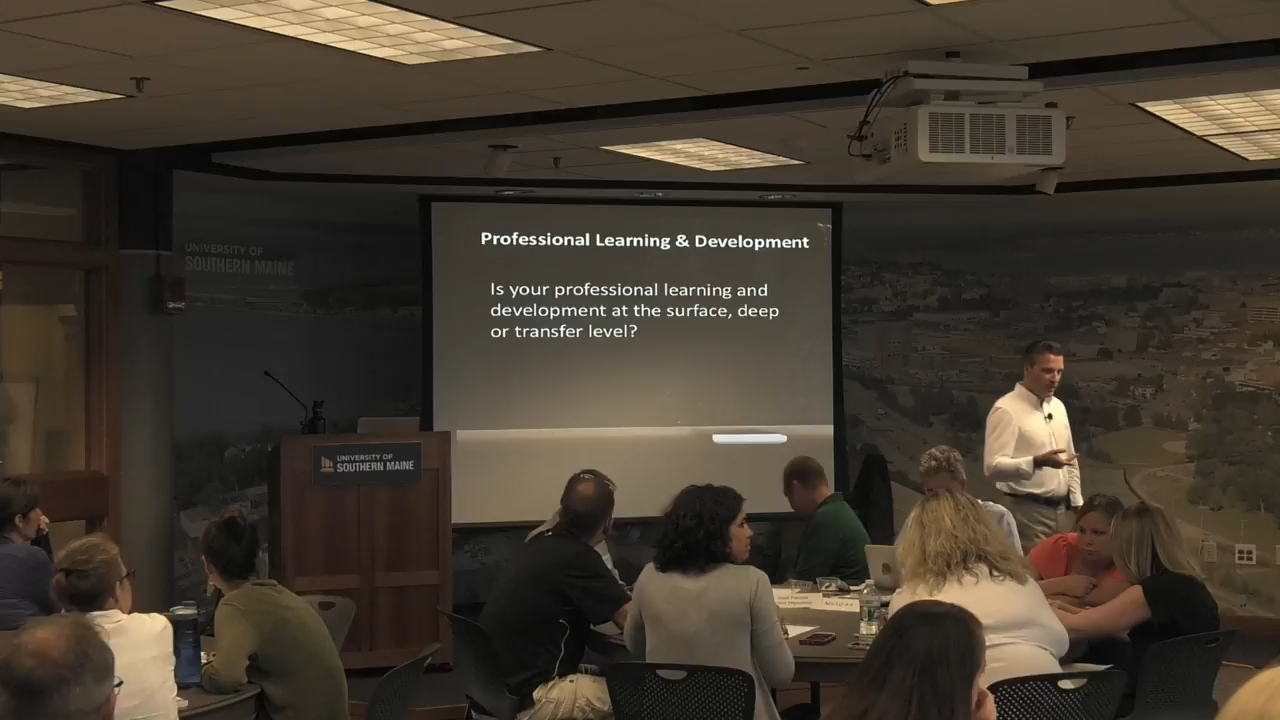 UNIVERSITY OF
SOUTHERN MAINE
Professional Learning & Development
Is your professional learning and
development at the surface, deep
or transfer level?
UNIVERSITY OF
SOUTHERN MAINE